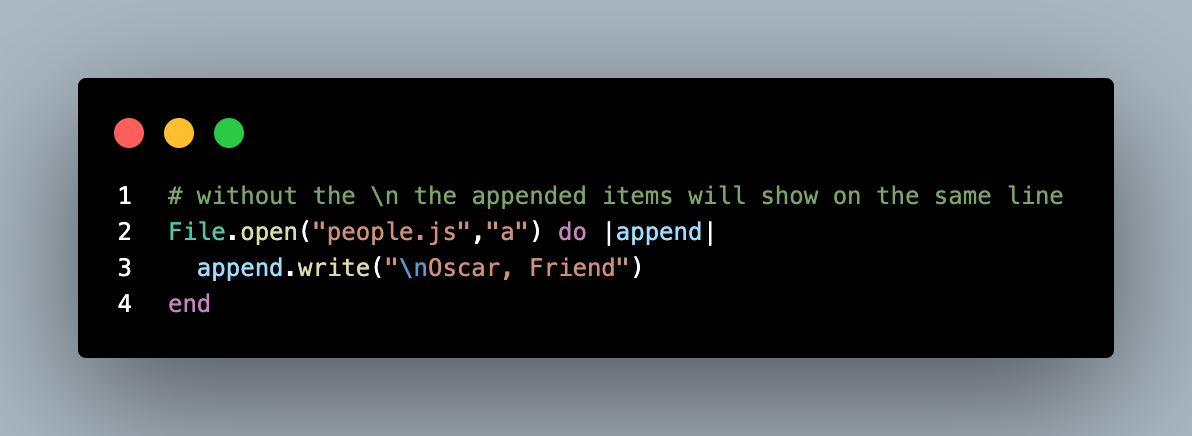 1 # without the \n the appended items will show on the same line
2 File.open("people.js","a") do |append|
3   append.write("\nOscar, Friend")
4 end